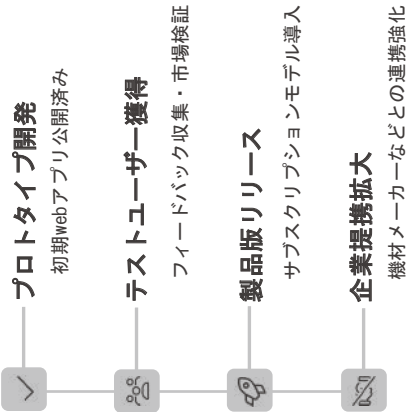 プロトタイプ開発
初期webアプリ公開済み
テストユーザー獲得
フィードバック収集・市場検証
製品版リリース
サブスクリプションモデル導入
企業提携拡大
機材メーカーなどとの連携強化